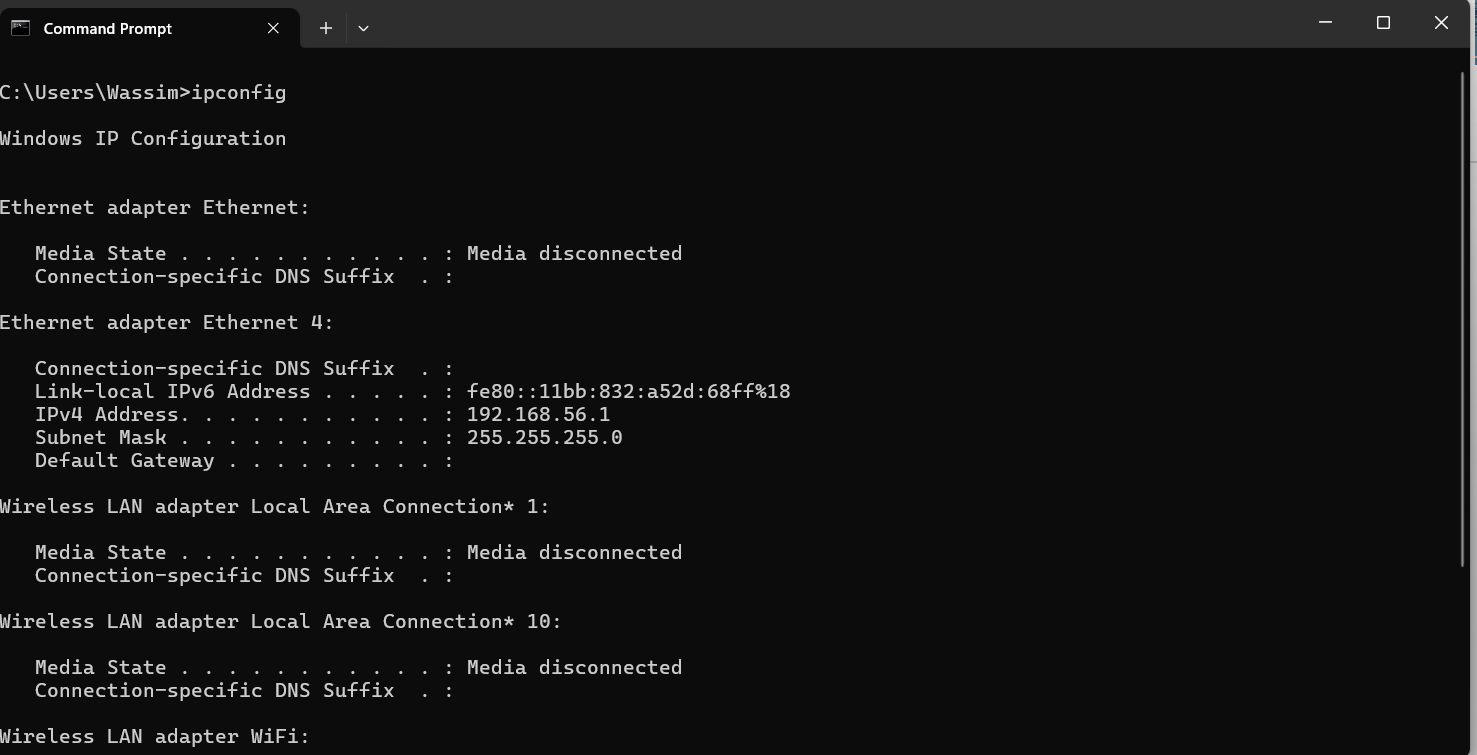 Command Prompt
C:\Users\Wassim>ipconfig
Windows IP Configuration
Ethernet adapter Ethernet:
   Media State . . . . . . . . . . . : Media disconnected
   Connection-specific DNS Suffix  . :
Ethernet adapter Ethernet 4:
   Connection-specific DNS Suffix  . :
   Link-local IPv6 Address . . . . . : fe80::11bb:832:a52d:68ff%18
   IPv4 Address. . . . . . . . . . . : 192.168.56.1
   Subnet Mask . . . . . . . . . . . : 255.255.255.0
   Default Gateway . . . . . . . . . :
Wireless LAN adapter Local Area Connection* 1:
   Media State . . . . . . . . . . . : Media disconnected
   Connection-specific DNS Suffix  . :
Wireless LAN adapter Local Area Connection* 10:
   Media State . . . . . . . . . . . : Media disconnected
   Connection-specific DNS Suffix  . :
Wireless LAN adapter WiFi: